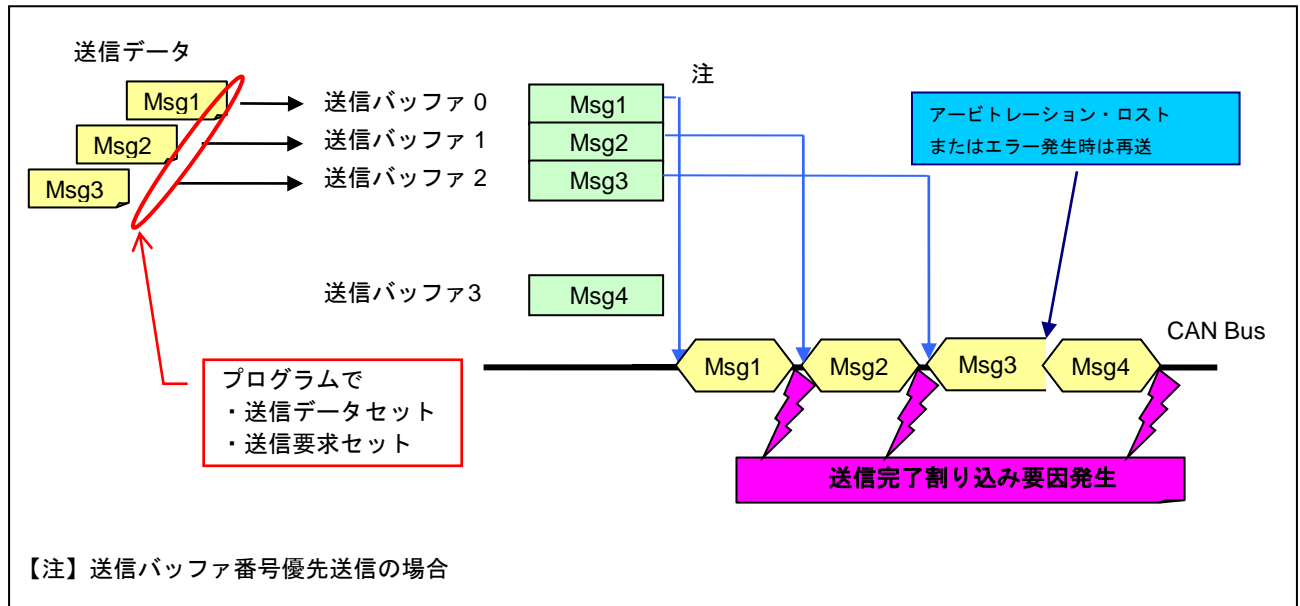 送信データ
注
Msg1
送信バッファ 0
Msg1
Msg2
送信バッファ 1
Msg2
Msg3
送信バッファ 2
Msg3
アービトレーション・ロスト
またはエラー発生時は再送
送信バッファ3
Msg4
CAN Bus
Msg1
Msg2
Msg3
Msg4
プログラムで
・送信データセット
・送信要求セット
送信完了割り込み要因発生
【注】送信バッファ番号優先送信の場合